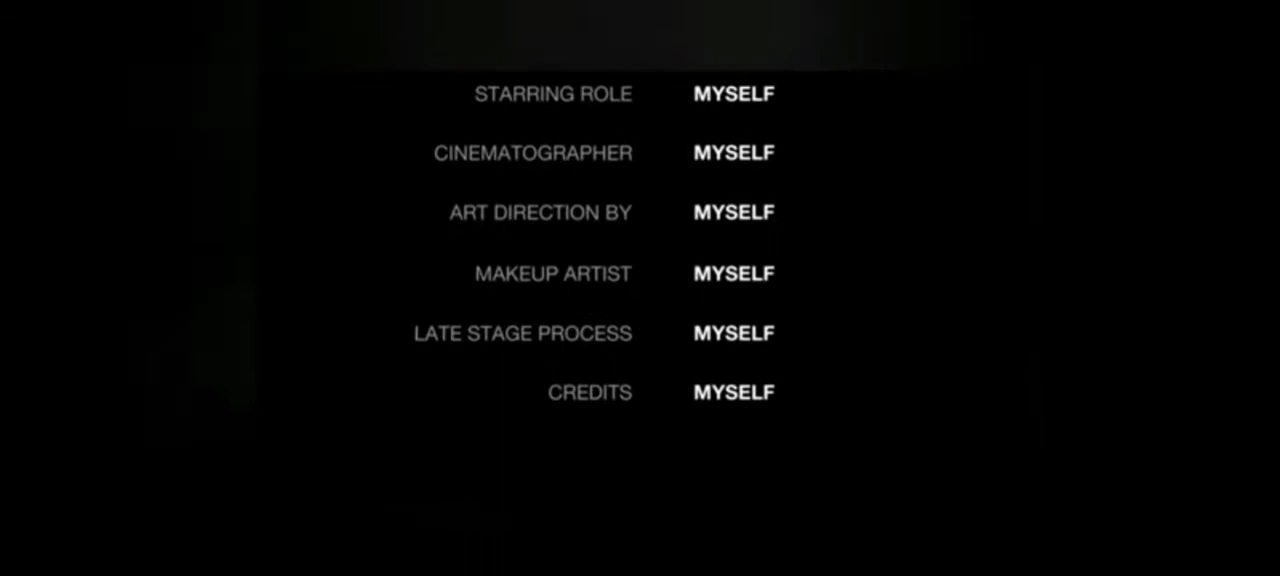 STARRING ROLE MYSELF
CINEMATOGRAPHER MYSELF
ART DIRECTION BY MYSELF
MAKEUP ARTIST MYSELF
LATE STAGE PROCESS MYSELF
CREDITS MYSELF